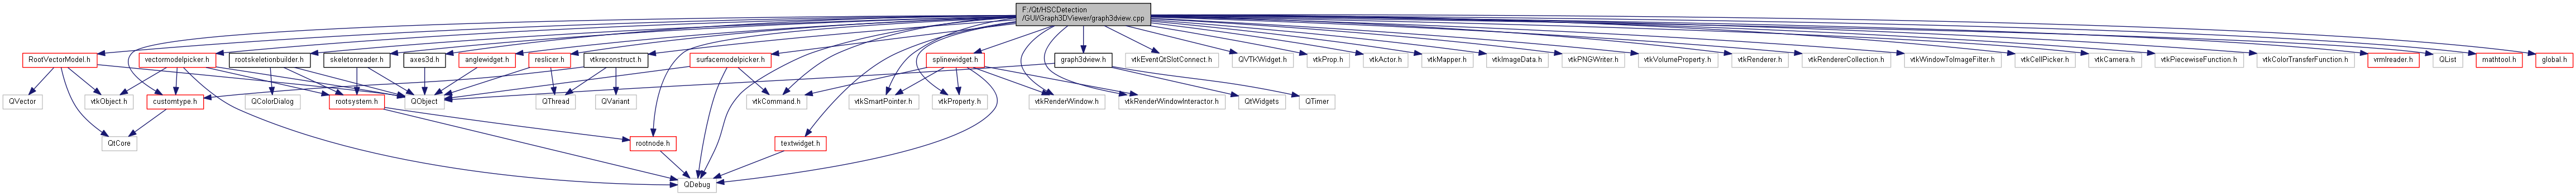 F:/Qt/HSCDetection
/GUI/Graph3DViewer/graph3dview.cpp
RootVectorModel.h
vectormodelpicker.h
rootskeletionbuilder.h
skeletonreader.h
axes3d.h
anglewidget.h
reslicer.h
vtkreconstruct.h
surfacemodelpicker.h
splinewidget.h
graph3dview.h
vtkEventQtSlotConnect.h
QVTKWidget.h
vtkProp.h
vtkActor.h
vtkMapper.h
vtkImageData.h
vtkPNGWriter.h
vtkVolumeProperty.h
vtkRenderer.h
vtkRendererCollection.h
vtkWindowToImageFilter.h
vtkCellPicker.h
vtkCamera.h
vtkPiecewiseFunction.h
vtkColorTransferFunction.h
vrmlreader.h
QList
mathtool.h
global.h
QVector
vtkObject.h
customtype.h
QColorDialog
rootsystem.h
QObject
QThread
QVariant
vtkCommand.h
vtkSmartPointer.h
vtkProperty.h
vtkRenderWindow.h
vtkRenderWindowInteractor.h
QtWidgets
QTimer
QtCore
rootnode.h
textwidget.h
QDebug